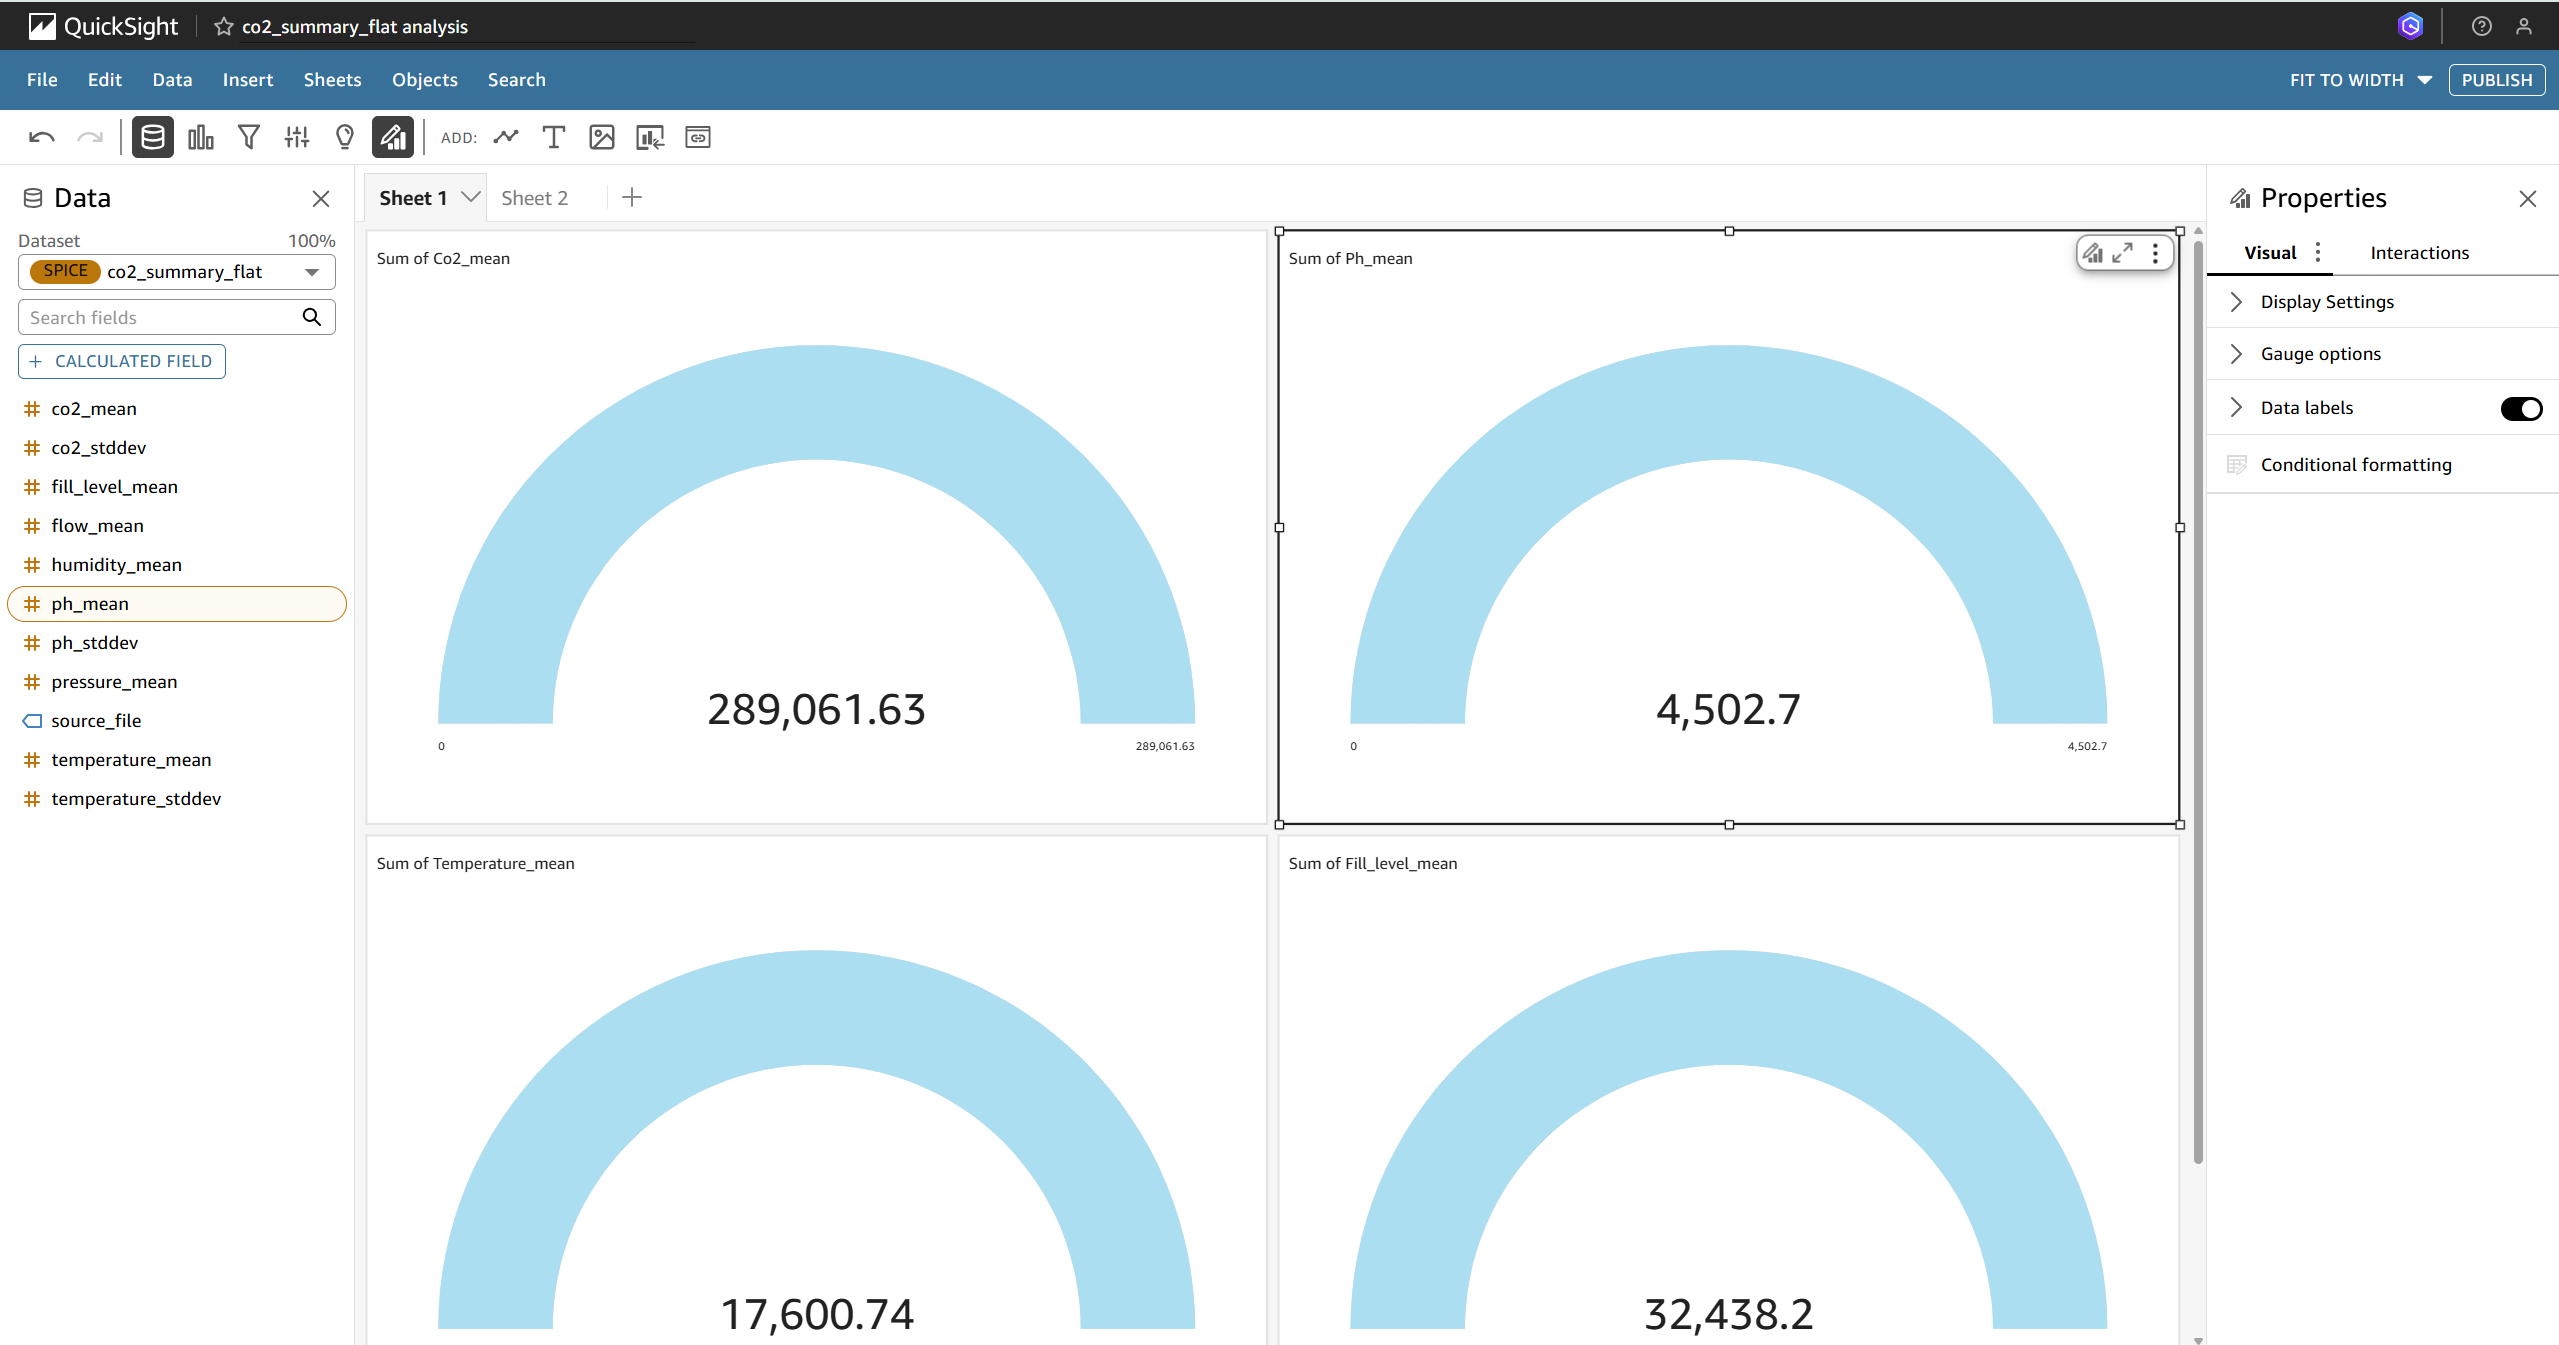 QuickSight co2_summary_flat analysis
File Edit Data Insert Sheets Objects Search FIT TO WIDTH PUBLISH
ADD:
Data
Dataset 100%
SPICE co2_summary_flat
Search fields
+ CALCULATED FIELD
co2_mean
co2_stddev
fill_level_mean
flow_mean
humidity_mean
ph_mean
ph_stddev
pressure_mean
source_file
temperature_mean
temperature_stddev
Sheet 1 Sheet 2
Sum of Co2_mean
289,061.63
0 289,061.63
Sum of Ph_mean
4,502.7
0 4,502.7
Sum of Temperature_mean
17,600.74
Sum of Fill_level_mean
32,438.2
Properties
Visual Interactions
Display Settings
Gauge options
Data labels
Conditional formatting